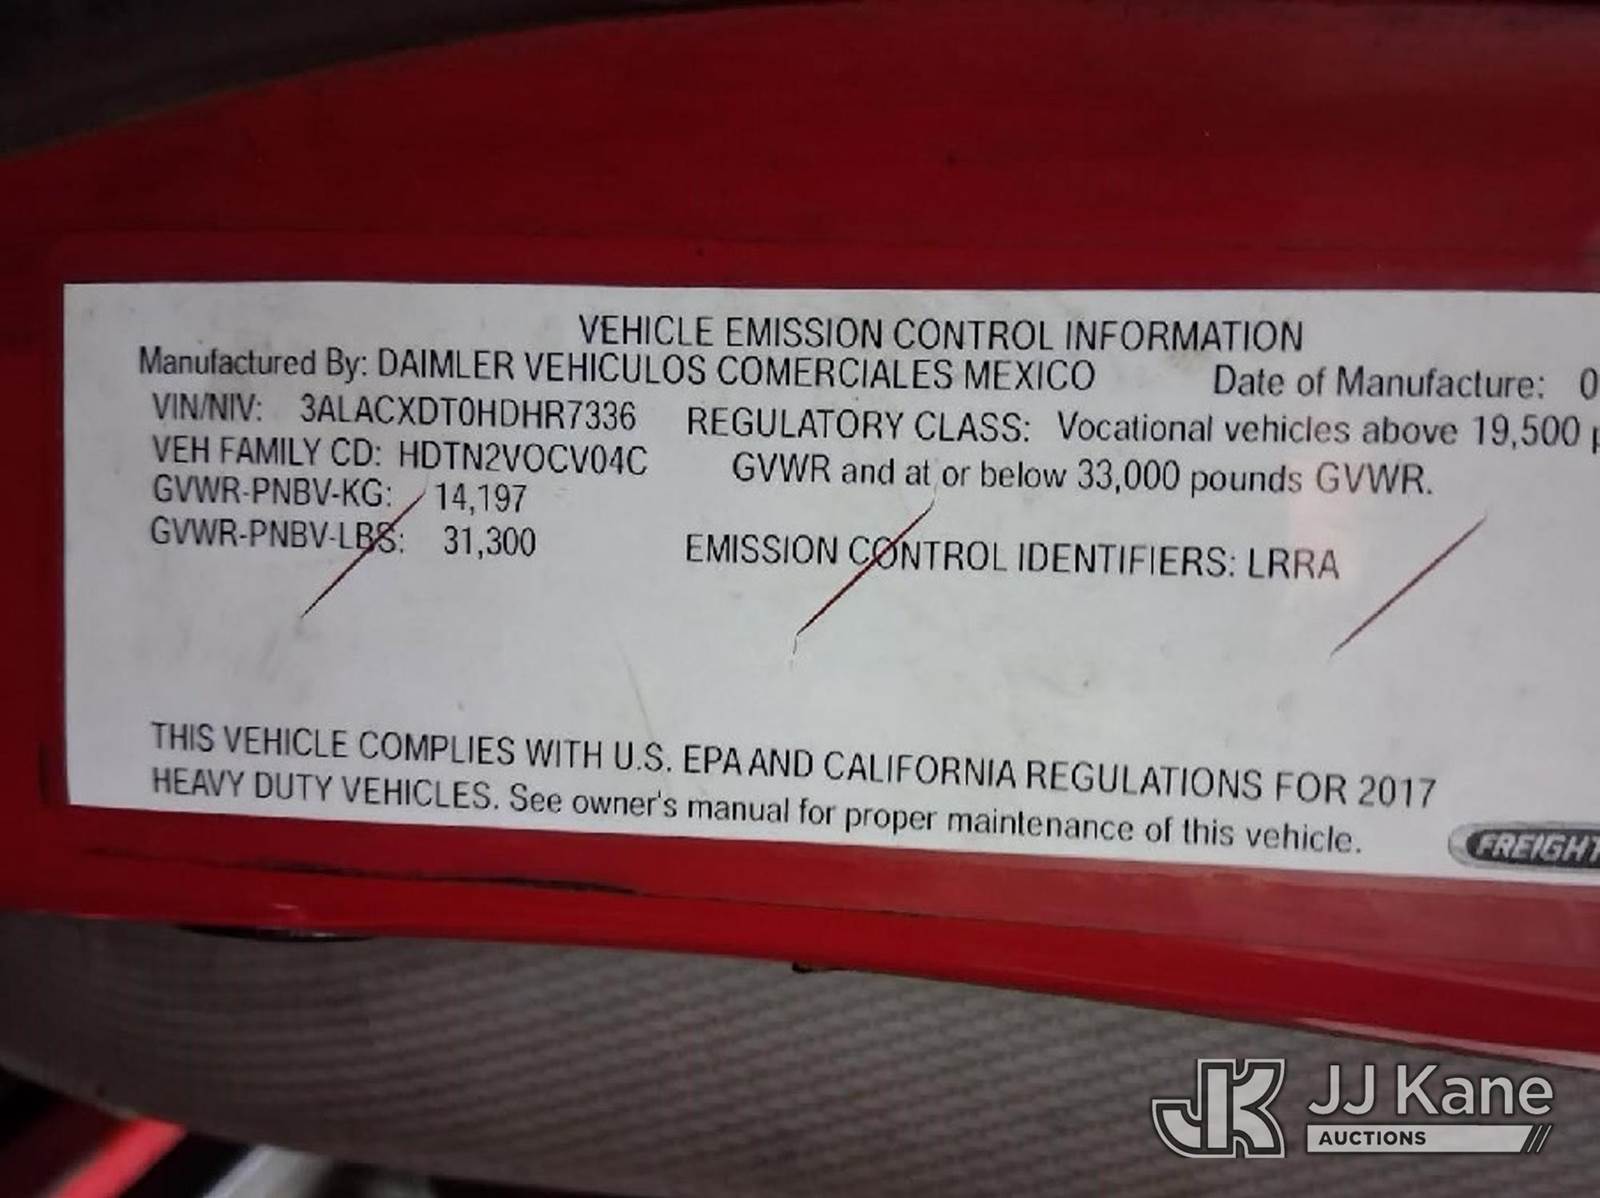 VEHICLE EMISSION CONTROL INFORMATION
Manufactured By: DAIMLER VEHICULOS COMERCIALES MEXICO Date of Manufacture: 0
VIN/NIV: 3ALACXDT0HDHR7336 REGULATORY CLASS: Vocational vehicles above 19,500
VEH FAMILY CD: HDTN2VOCV04C GVWR and at or below 33,000 pounds GVWR.
GVWR-PNBV-KG: 14,197
GVWR-PNBV-LBS: 31,300 EMISSION CONTROL IDENTIFIERS: LRRA
THIS VEHICLE COMPLIES WITH U.S. EPA AND CALIFORNIA REGULATIONS FOR 2017
HEAVY DUTY VEHICLES. See owner's manual for proper maintenance of this vehicle.
FREIGHT
JK JJ Kane
AUCTIONS